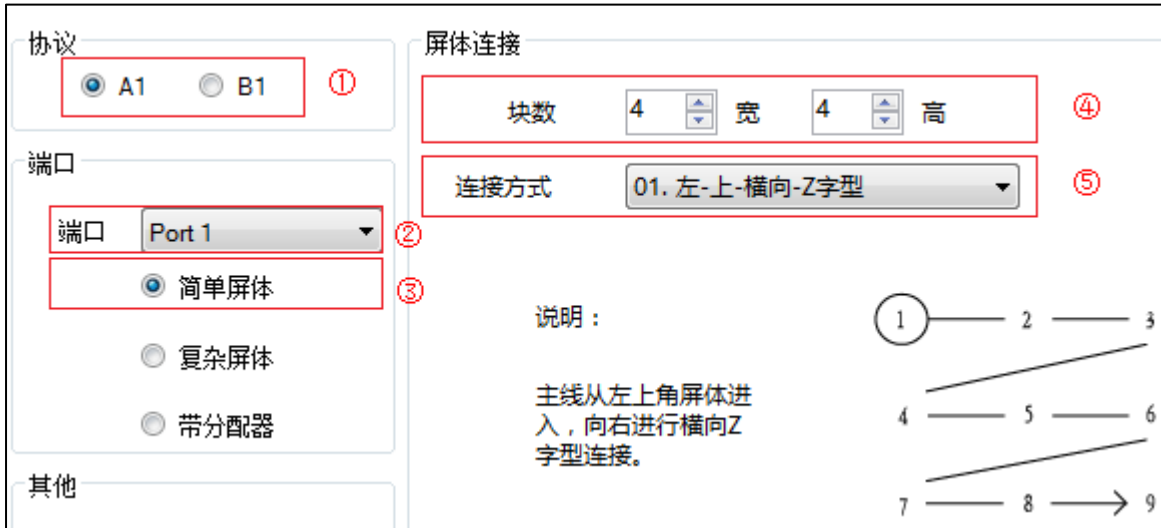 协议
A1 B1 ①
端口
端口 Port 1 ②
简单屏体 ③
复杂屏体
带分配器
其他
屏体连接
块数 4 宽 4 高 ④
连接方式 01. 左-上-横向-Z字型 ⑤
说明：
主线从左上角屏体进
入，向右进行横向Z
字型连接。
1 2 3
4 5 6
7 8 9